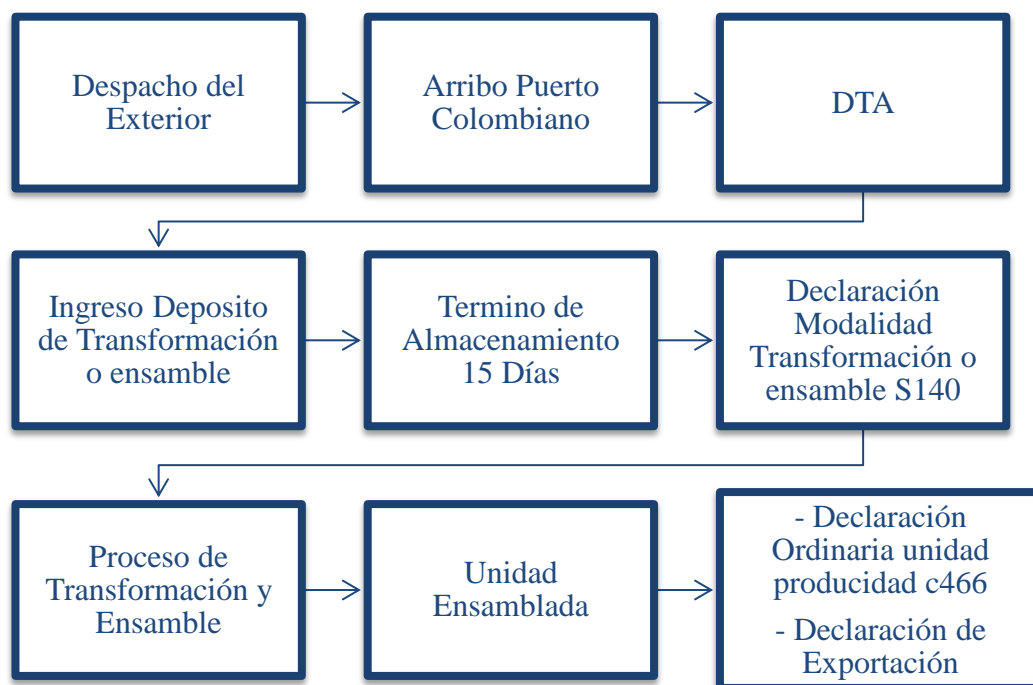 Despacho del
Exterior
Arribo Puerto
Colombiano
DTA
Ingreso Deposito
de Transformación
o ensamble
Termino de
Almacenamiento
15 Días
Declaración
Modalidad
Transformación o
ensamble S140
Proceso de
Transformación y
Ensamble
Unidad
Ensamblada
- Declaración
Ordinaria unidad
producidad c466
- Declaración de
Exportación